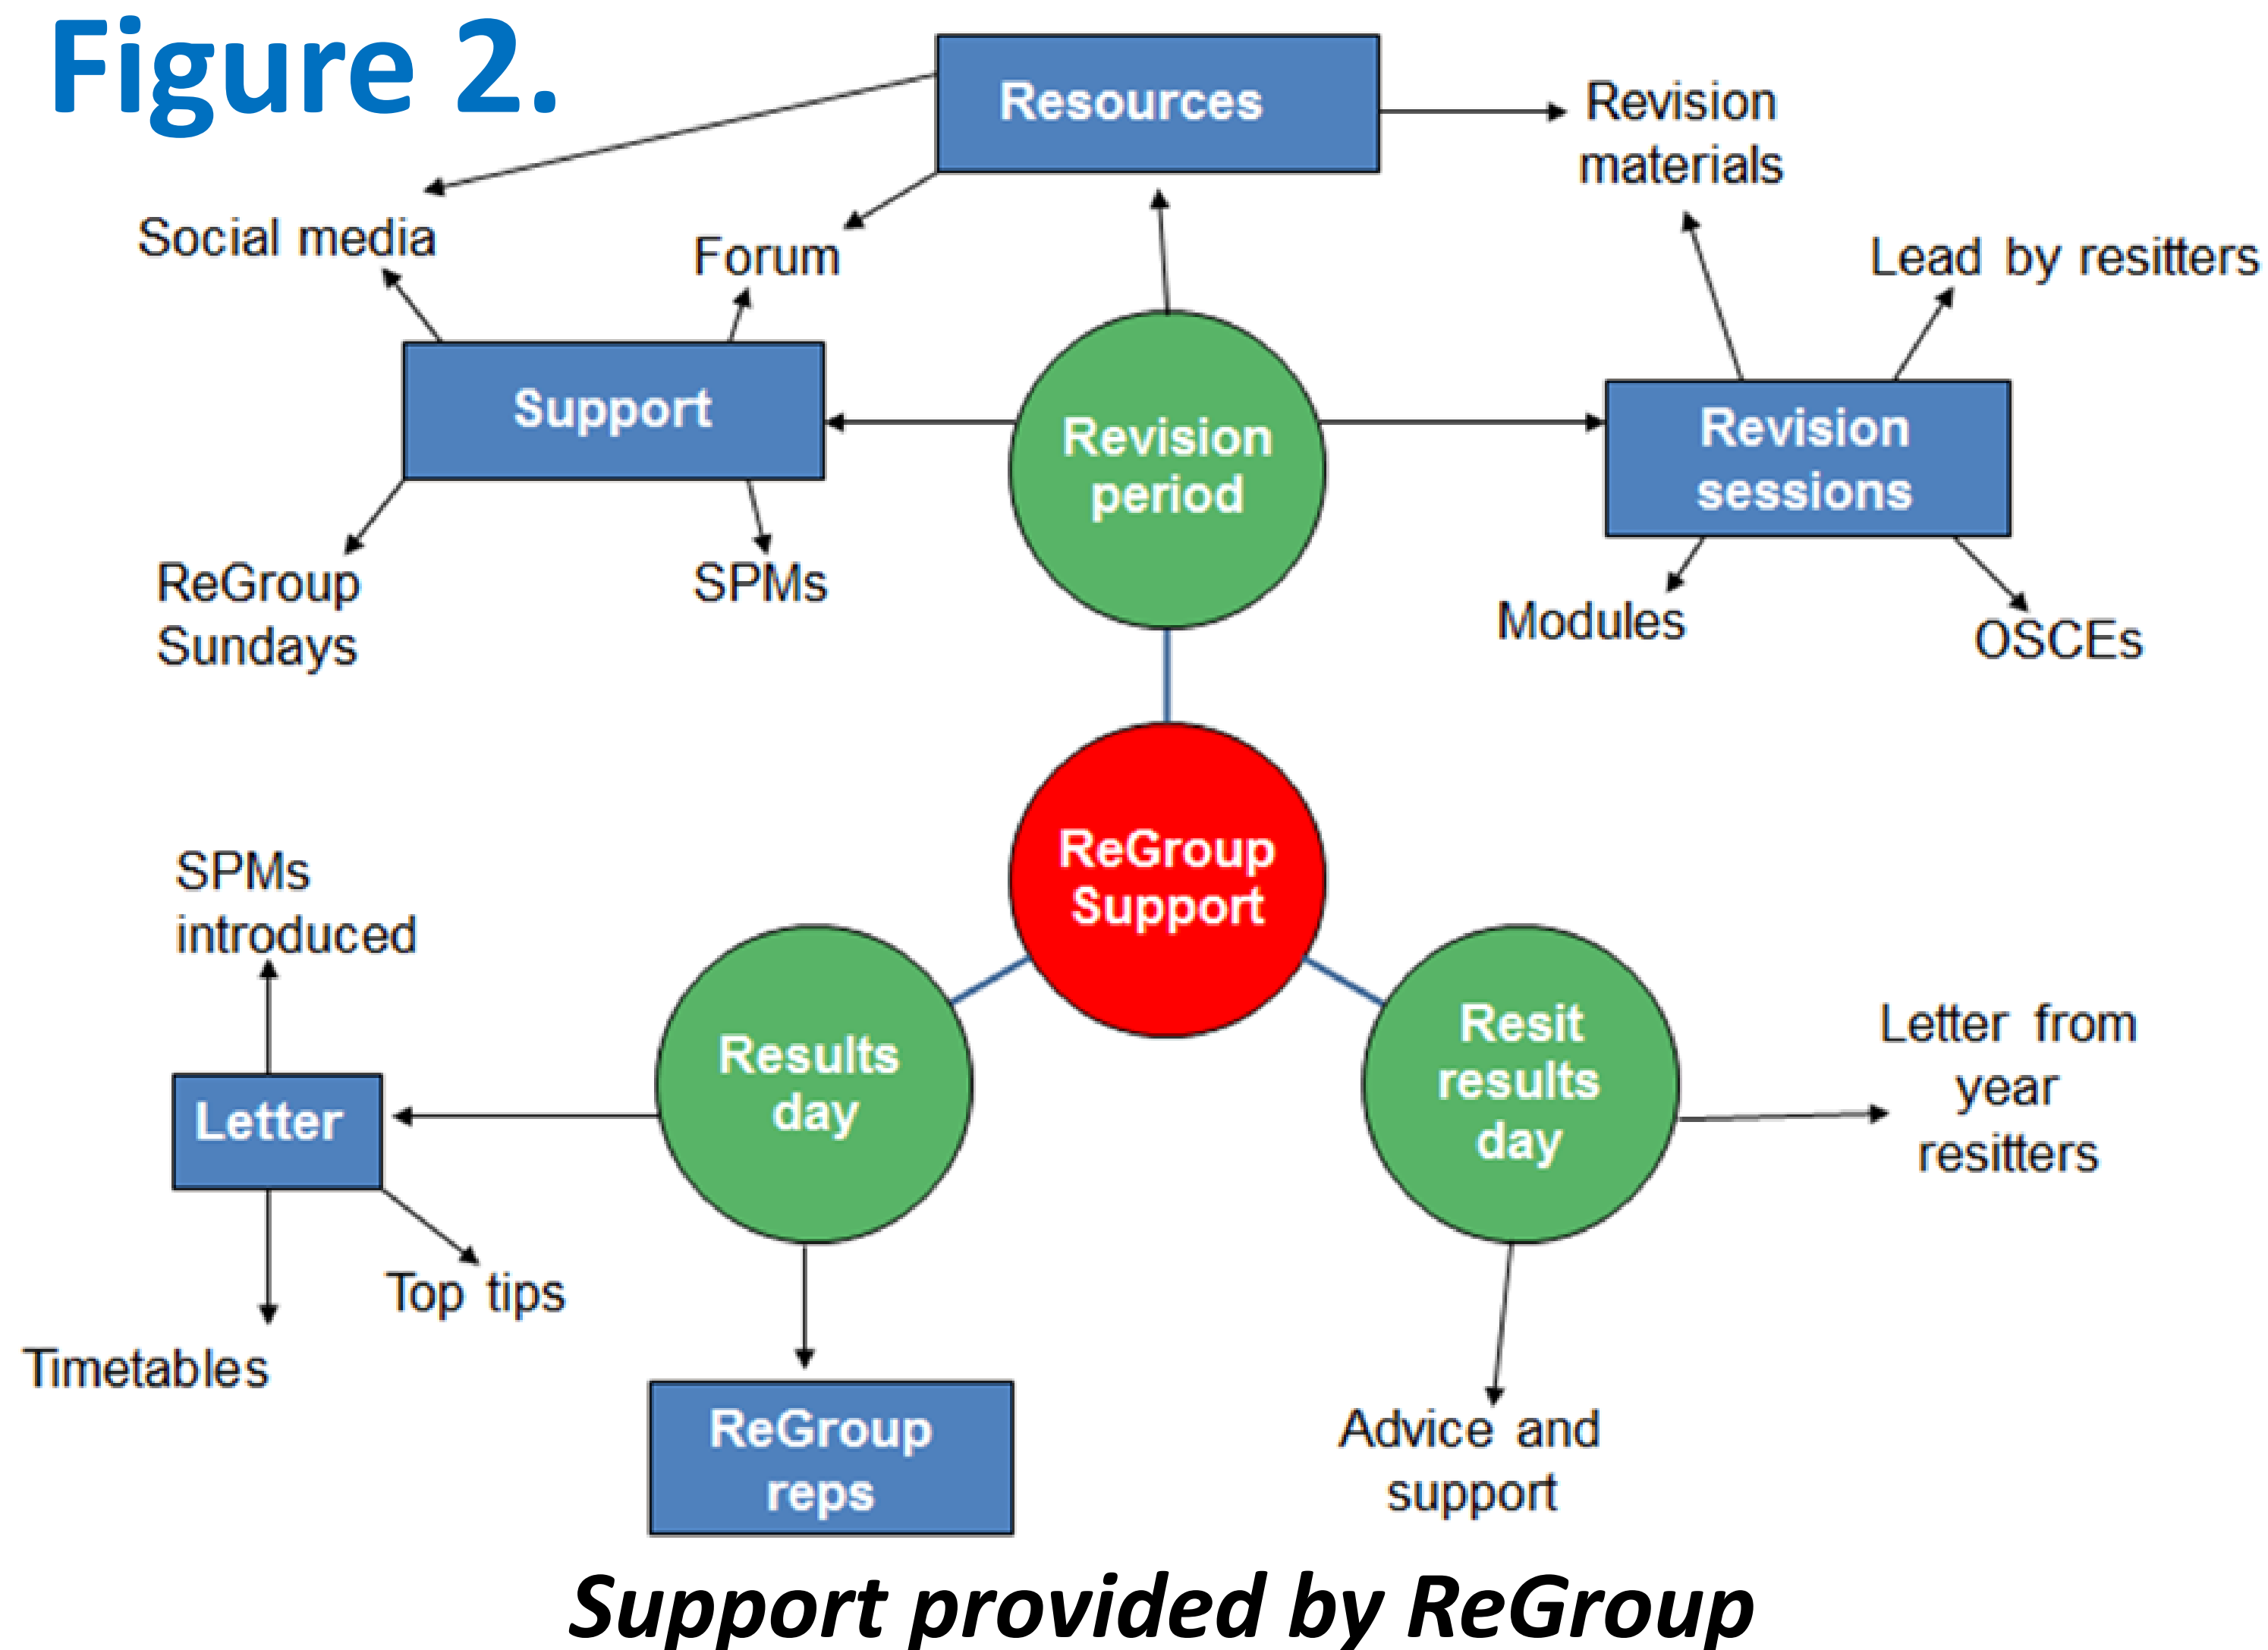 Figure 2.
Resources
Revision
materials
Social media
Forum
Lead by resitters
Support
Revision
period
Revision
sessions
ReGroup
Sundays
SPMs
Modules
OSCEs
ReGroup
Support
SPMs
introduced
Results
day
Resit
results
day
Letter from
year
resitters
Letter
Top tips
Timetables
ReGroup
reps
Advice and
support
Support provided by ReGroup